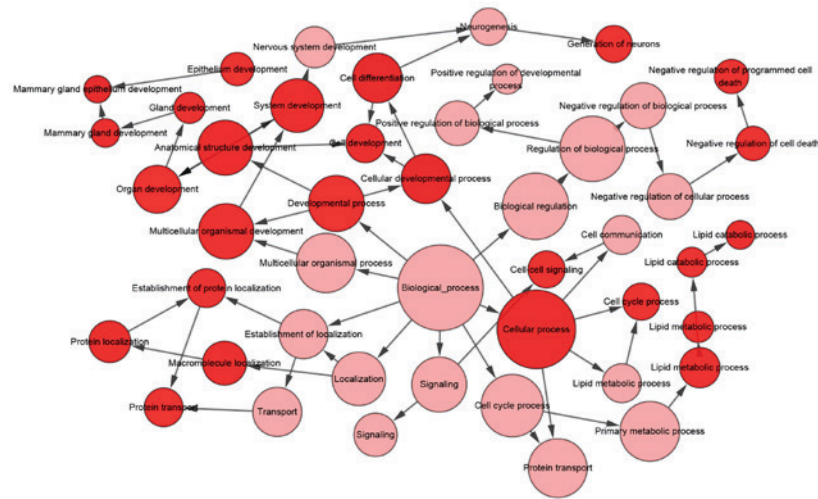 Neurogenesis
Nervous system development
Generation of neurons
Epithelium development
Cell differentiation
Positive regulation of developmental
process
Negative regulation of programmed cell
death
Mammary gland epithelium development
Gland development
System development
Negative regulation of biological process
Positive regulation of biological process
Mammary gland development
Anatomical structure development
Cell development
Regulation of biological process
Negative regulation of cell death
Organ development
Cellular developmental process
Negative regulation of cellular process
Developmental process
Biological regulation
Multicellular organismal development
Cell communication
Lipid catabolic process
Multicellular organismal process
Cell-cell signaling
Lipid catabolic process
Establishment of protein localization
Biological_process
Cell cycle process
Protein localization
Establishment of localization
Cellular process
Lipid metabolic process
Macromolecule localization
Localization
Signaling
Lipid metabolic process
Lipid metabolic process
Protein transport
Transport
Cell cycle process
Signaling
Primary metabolic process
Protein transport